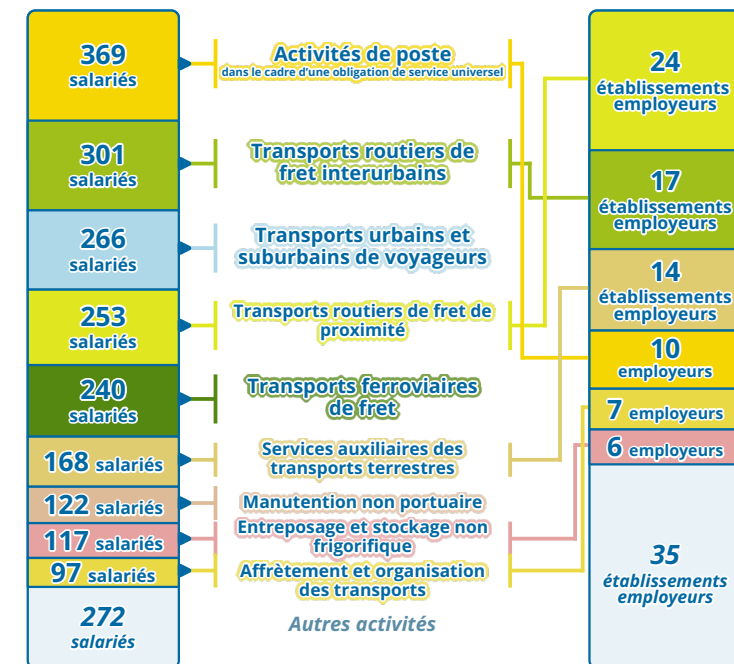 369
salariés
301
salariés
266
salariés
253
salariés
240
salariés
168 salariés
122 salariés
117 salariés
97 salariés
272
salariés
Activités de poste
dans le cadre d'une obligation de service universel
Transports routiers de
fret interurbains
Transports urbains et
suburbains de voyageurs
Transports routiers de fret de
proximité
Transports ferroviaires
de fret
Services auxiliaires des
transports terrestres
Manutention non portuaire
Entreposage et stockage non
frigorifique
Affrètement et organisation
des transports
Autres activités
24
établissements
employeurs
17
établissements
employeurs
14
établissements
employeurs
10
employeurs
7 employeurs
6 employeurs
35
établissements
employeurs